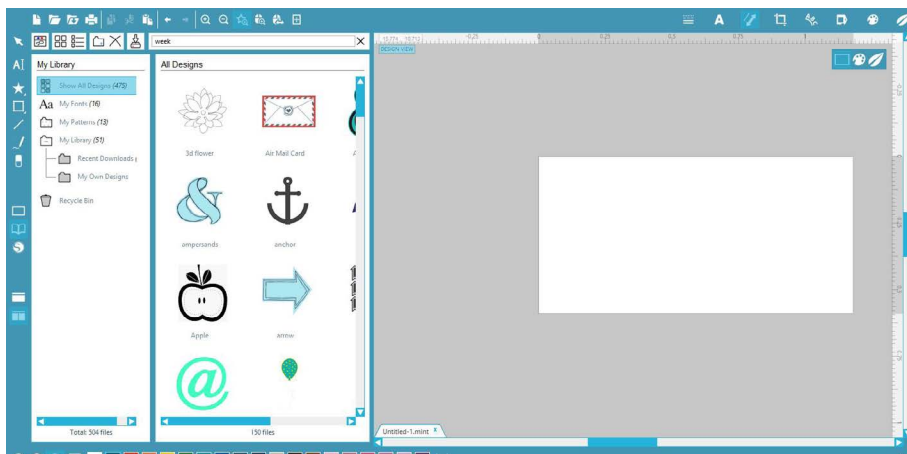 week
DESIGN VIEW
My Library
Show All Designs (475)
Aa My Fonts (16)
My Patterns (13)
My Library (51)
Recent Downloads
My Own Designs
Recycle Bin
Total: 504 files
All Designs
3d flower
Air Mail Card
ampersands
anchor
Apple
arrow
150 files
Untitled-1.mint